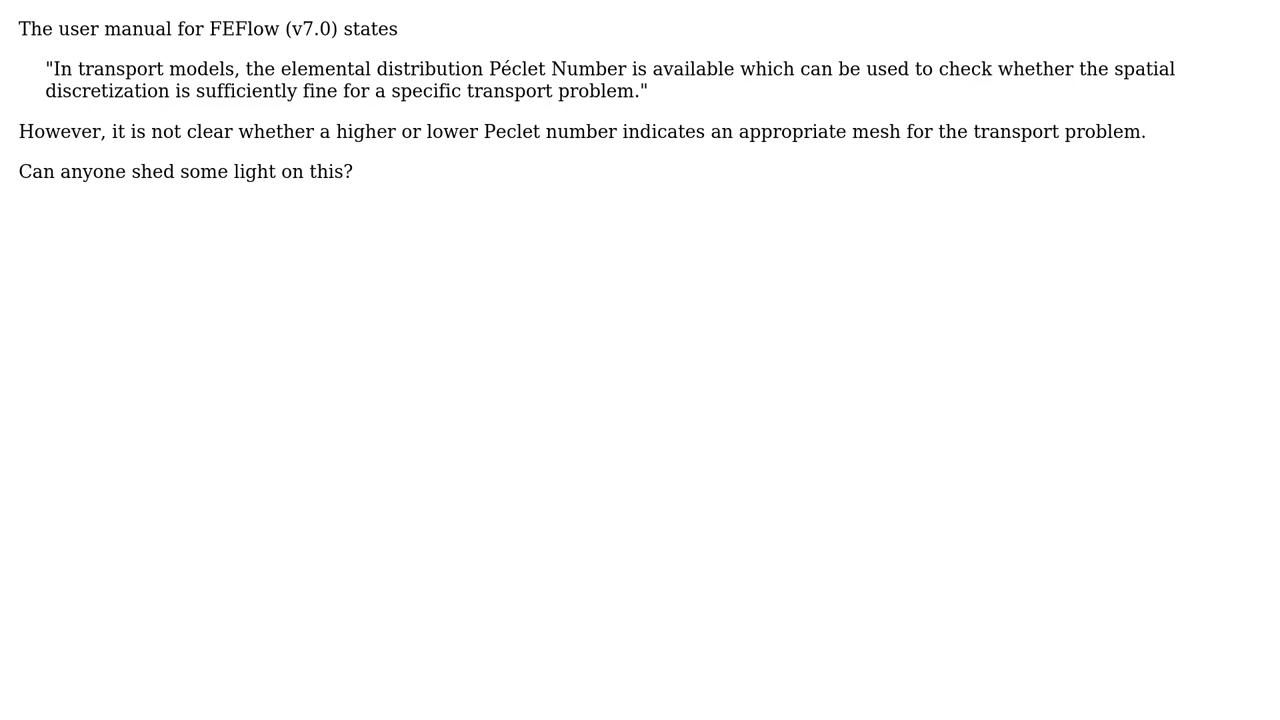 The user manual for FEFlow (v7.0) states
"In transport models, the elemental distribution Péclet Number is available which can be used to check whether the spatial
discretization is sufficiently fine for a specific transport problem."
However, it is not clear whether a higher or lower Peclet number indicates an appropriate mesh for the transport problem.
Can anyone shed some light on this?